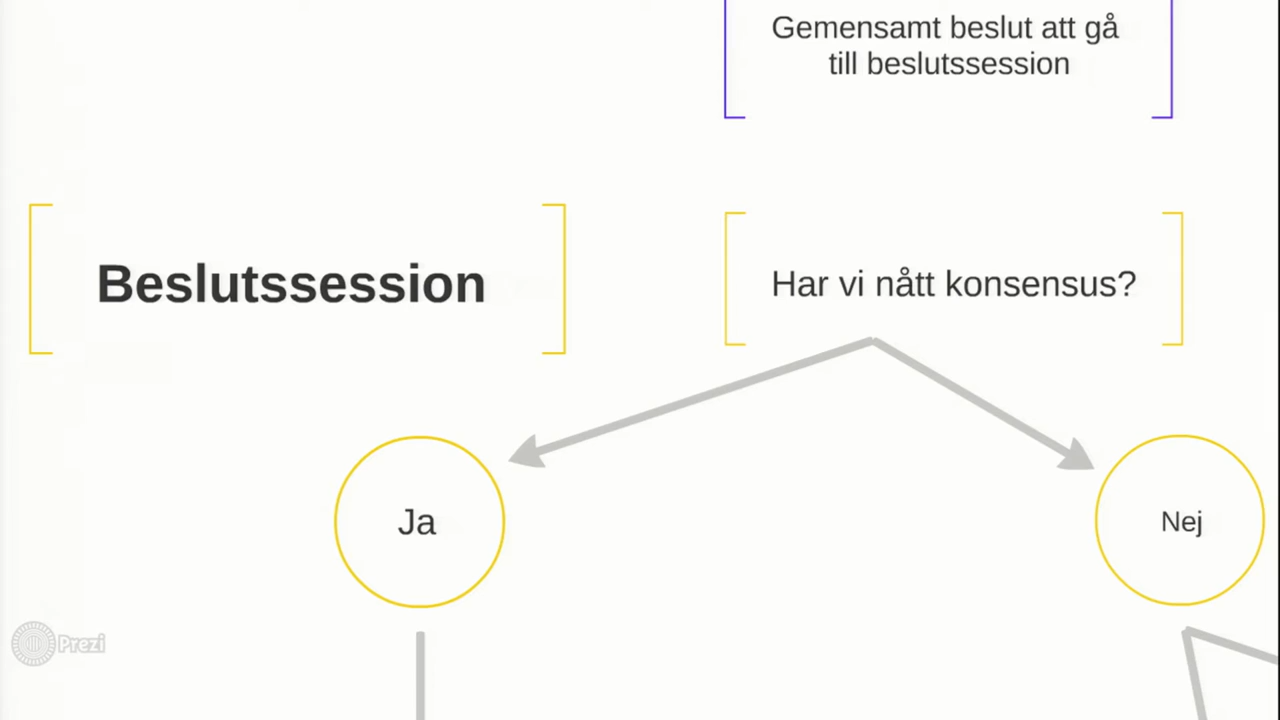 Gemensamt beslut att gå
till beslutssession
Beslutssession
Har vi nått konsensus?
Ja
Nej
Prezi